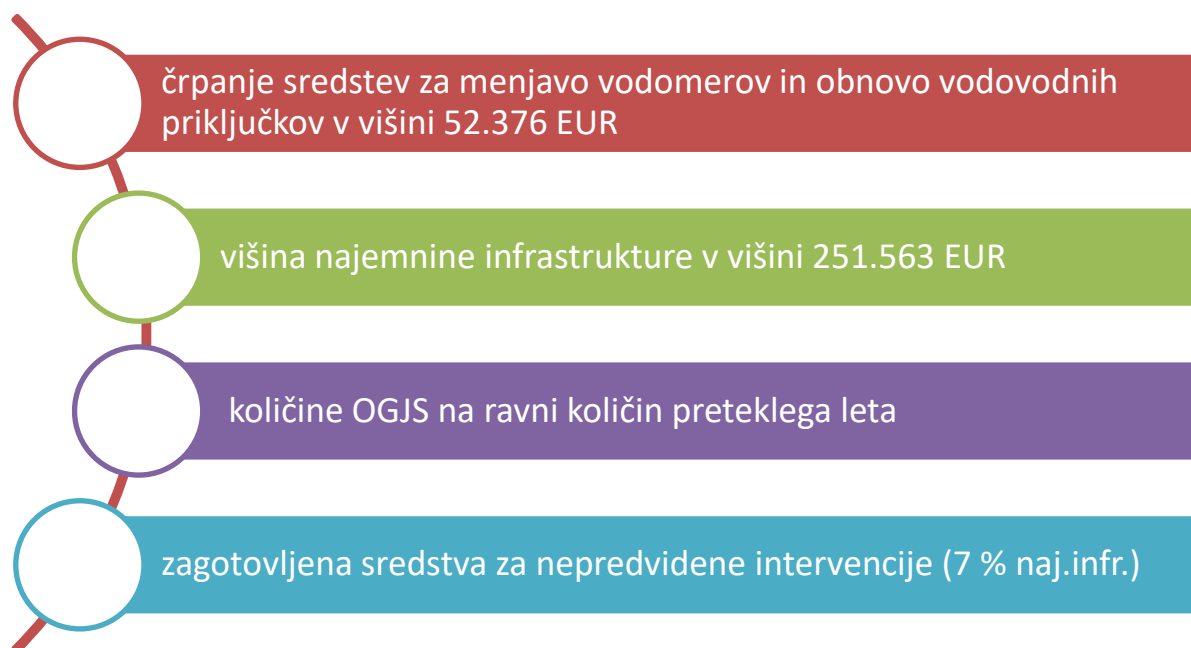 črpanje sredstev za menjavo vodomerov in obnovo vodovodnih
priključkov v višini 52.376 EUR
višina najemnine infrastrukture v višini 251.563 EUR
količine OGJS na ravni količin preteklega leta
zagotovljena sredstva za nepredvidene intervencije (7 % naj.infr.)